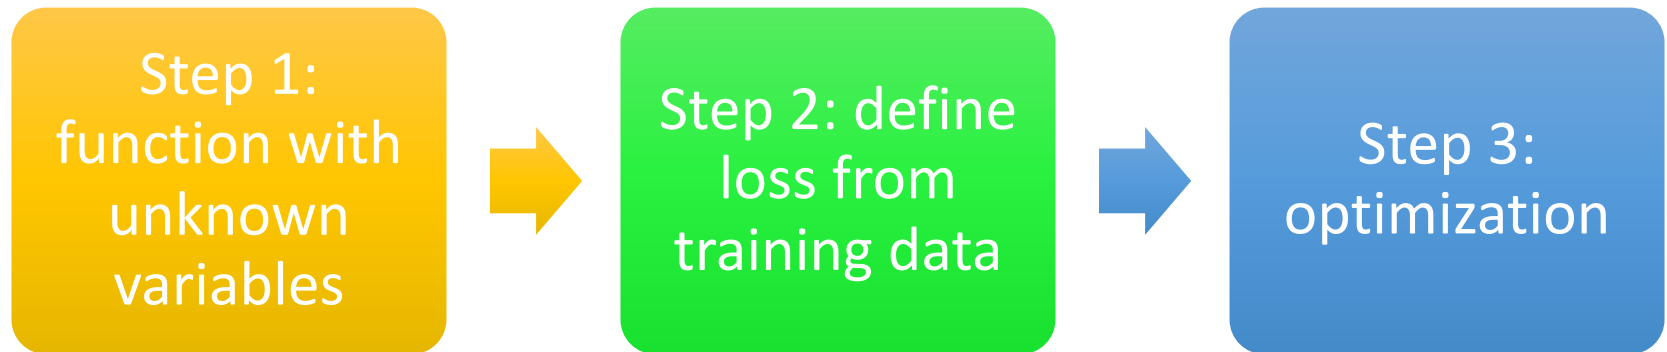 Step 1:
function with
unknown
variables
Step 2: define
loss from
training data
Step 3:
optimization